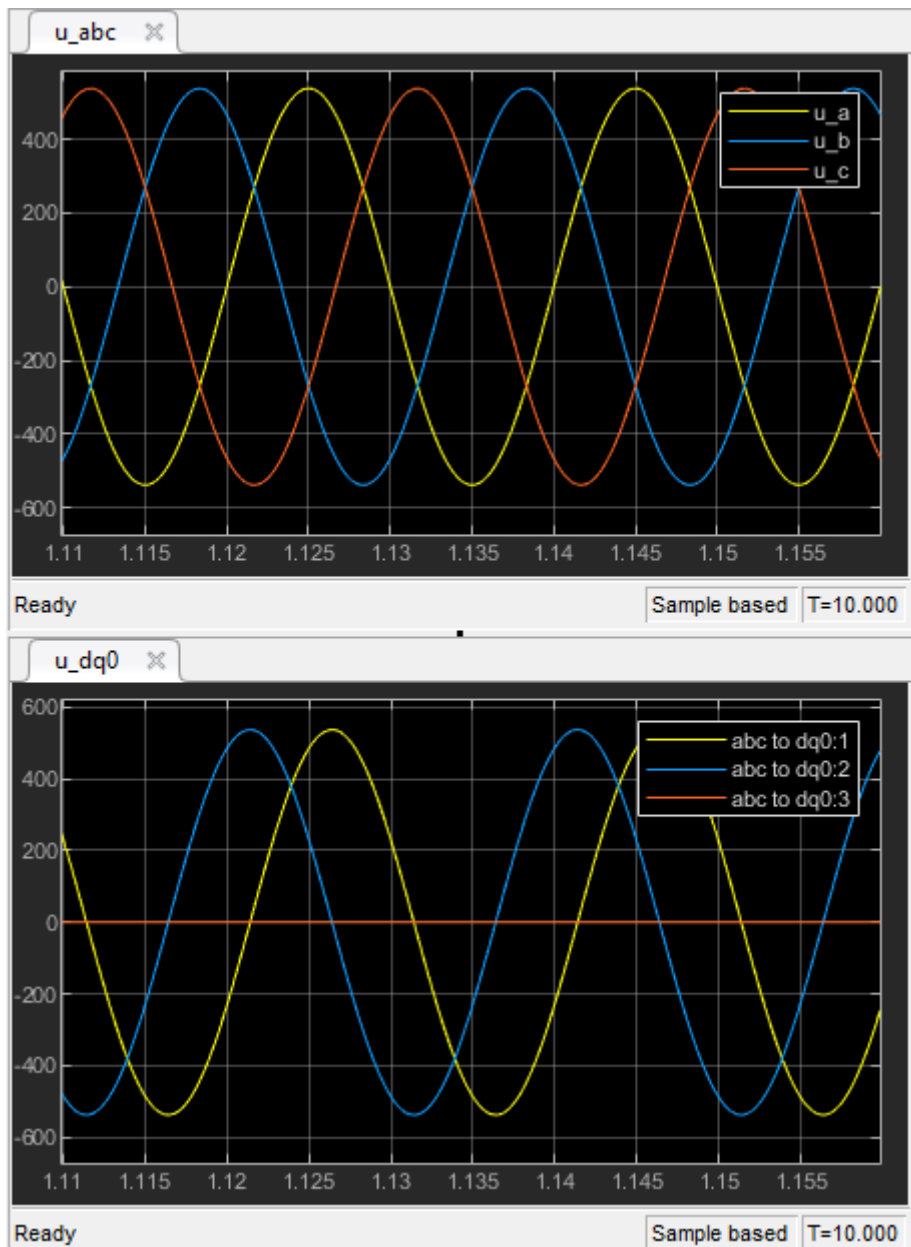 u_abc
400
200
0
-200
-400
-600
u_a
u_b
u_c
1.11 1.115 1.12 1.125 1.13 1.135 1.14 1.145 1.15 1.155
Ready Sample based T=10.000
u_dq0
600
400
200
0
-200
-400
-600
abc to dq0:1
abc to dq0:2
abc to dq0:3
1.11 1.115 1.12 1.125 1.13 1.135 1.14 1.145 1.15 1.155
Ready Sample based T=10.000